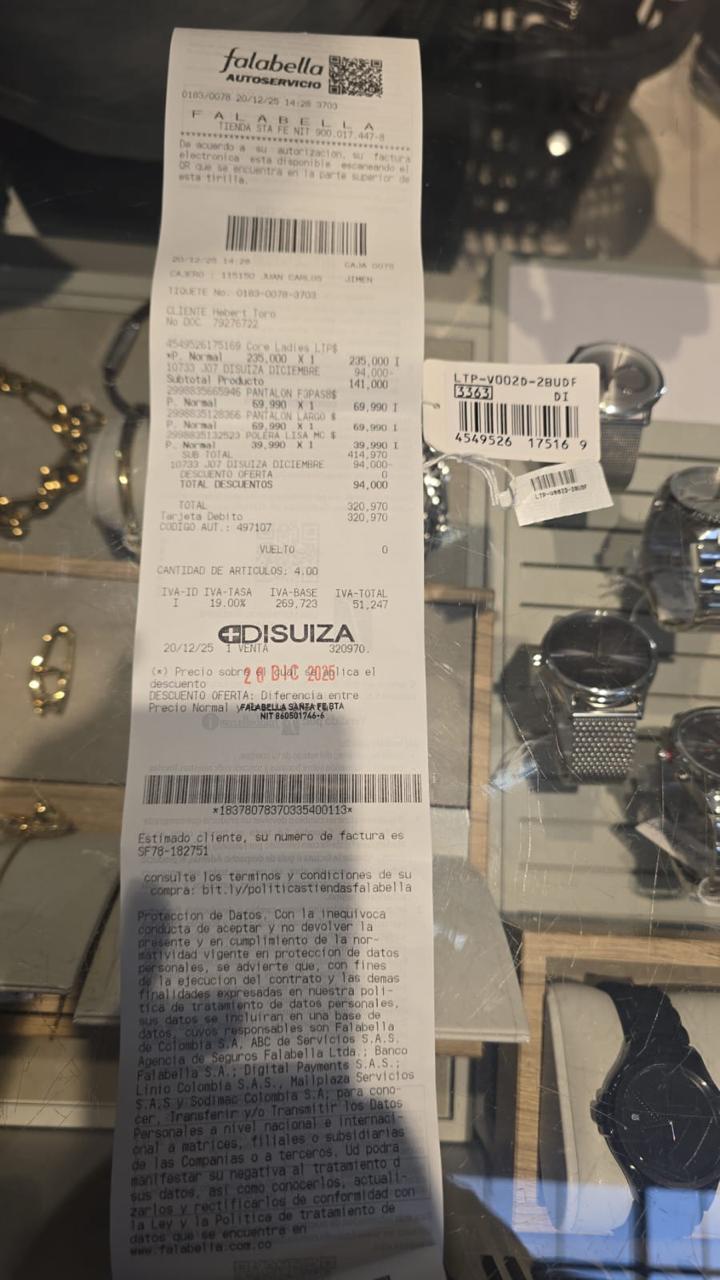 falabella
AUTOSERVICIO
0183/0078 20/12/25 14:28 3703
F A L A B E L L A
TIENDA STA FE NIT 900.017.447-8
De acuerdo a su autorizacion, su factura
electronica esta disponible escaneando el
QR que se encuentra en la parte superior de
esta tirilla.
20/12/25 14:28 CAJA 0078
CAJERO : 115150 JUAN CARLOS JIMEN
TIQUETE No. 0183-0078-3703
CLIENTE Hebert Toro
No DOC 79276722
4549526175169 Core Ladies LTP$
*P. Normal 235,000 X 1 235,000 I
10733 J07 DISUIZA DICIEMBRE 94,000-
Subtotal Producto 141,000
2998835665946 PANTALON F3PAS8$
P. Normal 69,990 X 1 69,990 I
2998835128366 PANTALON LARGO $
P. Normal 69,990 X 1 69,990 I
2998835132523 POLERA LISA MC $
P. Normal 39,990 X 1 39,990 I
SUB TOTAL 414,970
10733 J07 DISUIZA DICIEMBRE 94,000-
DESCUENTO OFERTA 0
TOTAL DESCUENTOS 94,000
TOTAL 320,970
Tarjeta Debito 320,970
CODIGO AUT.: 497107
VUELTO 0
CANTIDAD DE ARTICULOS: 4.00
IVA-ID IVA-TASA IVA-BASE IVA-TOTAL
I 19.00% 269,723 51,247
DISUIZA
20/12/25 1 VENTA 320970.
(*) Precio sobre el cual se aplica el
descuento
20 DIC 2025
DESCUENTO OFERTA: Diferencia entre
Precio Normal y
FALABELLA SANTA FE BTA
NIT 860501746-6
*18378078370335400113*
Estimado cliente, su numero de factura es
SF78-182751
consulte los terminos y condiciones de su
compra: bit.ly/politicastiendasfalabella
Proteccion de Datos. Con la inequivoca
conducta de aceptar y no devolver la
presente y en cumplimiento de la nor-
matividad vigente en proteccion de datos
personales, se advierte que, con fines
de la ejecucion del contrato y las demas
finalidades expresadas en nuestra poli-
tica de tratamiento de datos personales,
sus datos se incluiran en una base de
datos, cuyos responsables son Falabella
de Colombia S.A, ABC de Servicios S.A.S.
Agencia de Seguros Falabella Ltda.; Banco
Falabella S.A.; Digital Payments S.A.S.;
Linio Colombia S.A.S., Mallplaza Servicios
S.A.S y Sodimac Colombia S.A; para cono-
cer, Transferir y/o Transmitir los Datos
Personales a nivel nacional e internaci-
onal a matrices, filiales o subsidiarias
de las Companias o a terceros. Ud podra
manifestar su negativa al tratamiento d
sus datos, asi como conocerlos, actuali-
zarlos y rectificarlos de conformidad con
la Ley y la Politica de tratamiento de
datos que se encuentra en
www.falabella.com.co
LTP-V002D-2BUDF
3363 DI
4549526 17516 9
LTP-V002D-2BUDF